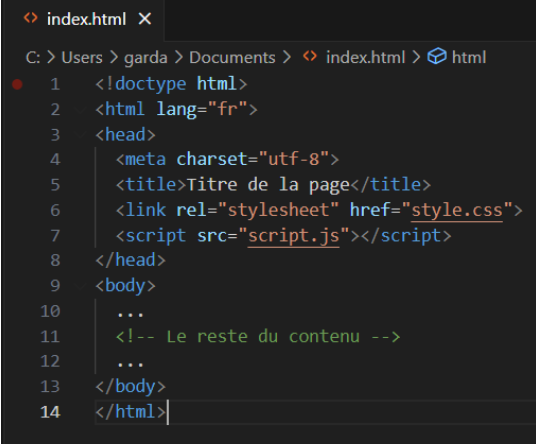 index.html
C: > Users > garda > Documents > index.html > html
1 <!doctype html>
2 <html lang="fr">
3 <head>
4   <meta charset="utf-8">
5   <title>Titre de la page</title>
6   <link rel="stylesheet" href="style.css">
7   <script src="script.js"></script>
8 </head>
9 <body>
10   ...
11   <!-- Le reste du contenu -->
12   ...
13 </body>
14 </html>